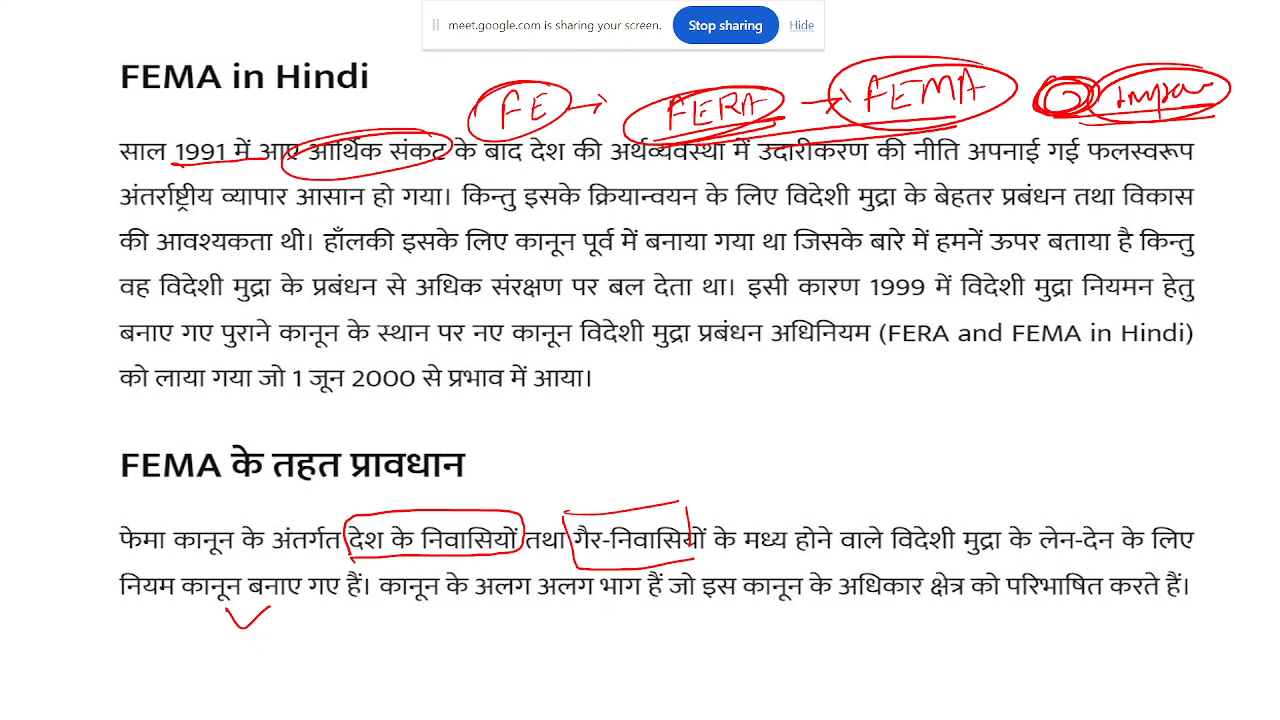 meet.google.com is sharing your screen. Stop sharing Hide
FEMA in Hindi
FE → FERA → FEMA
साल 1991 में आए आर्थिक संकट के बाद देश की अर्थव्यवस्था में उदारीकरण की नीति अपनाई गई फलस्वरूप
अंतर्राष्ट्रीय व्यापार आसान हो गया। किन्तु इसके क्रियान्वयन के लिए विदेशी मुद्रा के बेहतर प्रबंधन तथा विकास
की आवश्यकता थी। हाँलकी इसके लिए कानून पूर्व में बनाया गया था जिसके बारे में हमनें ऊपर बताया है किन्तु
वह विदेशी मुद्रा के प्रबंधन से अधिक संरक्षण पर बल देता था। इसी कारण 1999 में विदेशी मुद्रा नियमन हेतु
बनाए गए पुराने कानून के स्थान पर नए कानून विदेशी मुद्रा प्रबंधन अधिनियम (FERA and FEMA in Hindi)
को लाया गया जो 1 जून 2000 से प्रभाव में आया।
FEMA के तहत प्रावधान
फेमा कानून के अंतर्गत देश के निवासियों तथा गैर-निवासियों के मध्य होने वाले विदेशी मुद्रा के लेन-देन के लिए
नियम कानून बनाए गए हैं। कानून के अलग अलग भाग हैं जो इस कानून के अधिकार क्षेत्र को परिभाषित करते हैं।